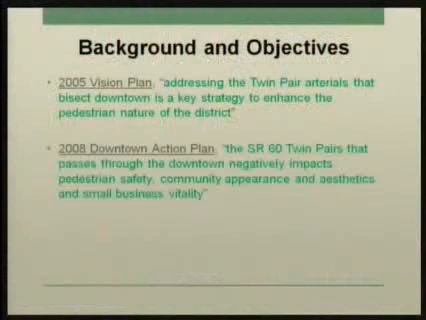 Background and Objectives
• 2005 Vision Plan, "addressing the Twin Pair arterials that
bisect downtown is a key strategy to enhance the
pedestrian nature of the district"
• 2008 Downtown Action Plan, "the SR 60 Twin Pairs that
passes through the downtown negatively impacts
pedestrian safety, community appearance and aesthetics
and small business vitality"